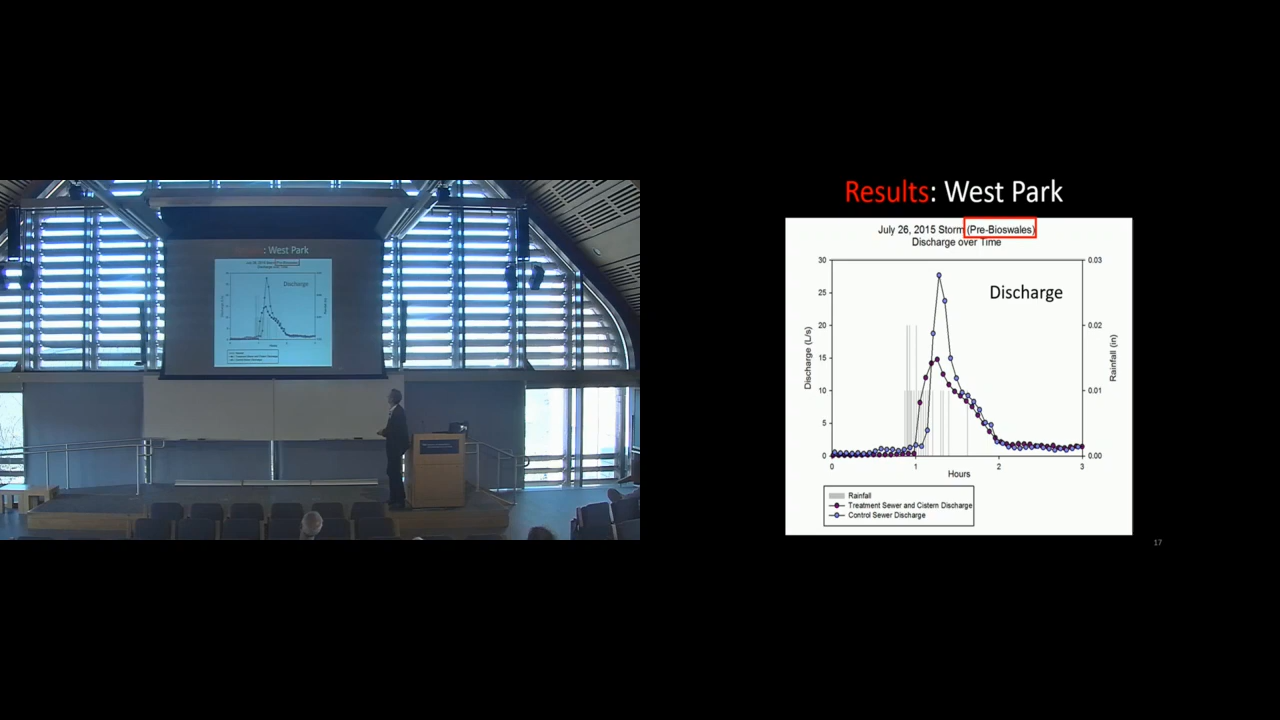 : West Park
Discharge
Results: West Park
July 26, 2015 Storm (Pre-Bioswales)
Discharge over Time
Discharge
Discharge (L/s)
30
25
20
15
10
5
0
Rainfall (in)
0.03
0.02
0.01
0.00
0 1 2 3
Hours
Rainfall
Treatment Sewer and Cistern Discharge
Control Sewer Discharge
17